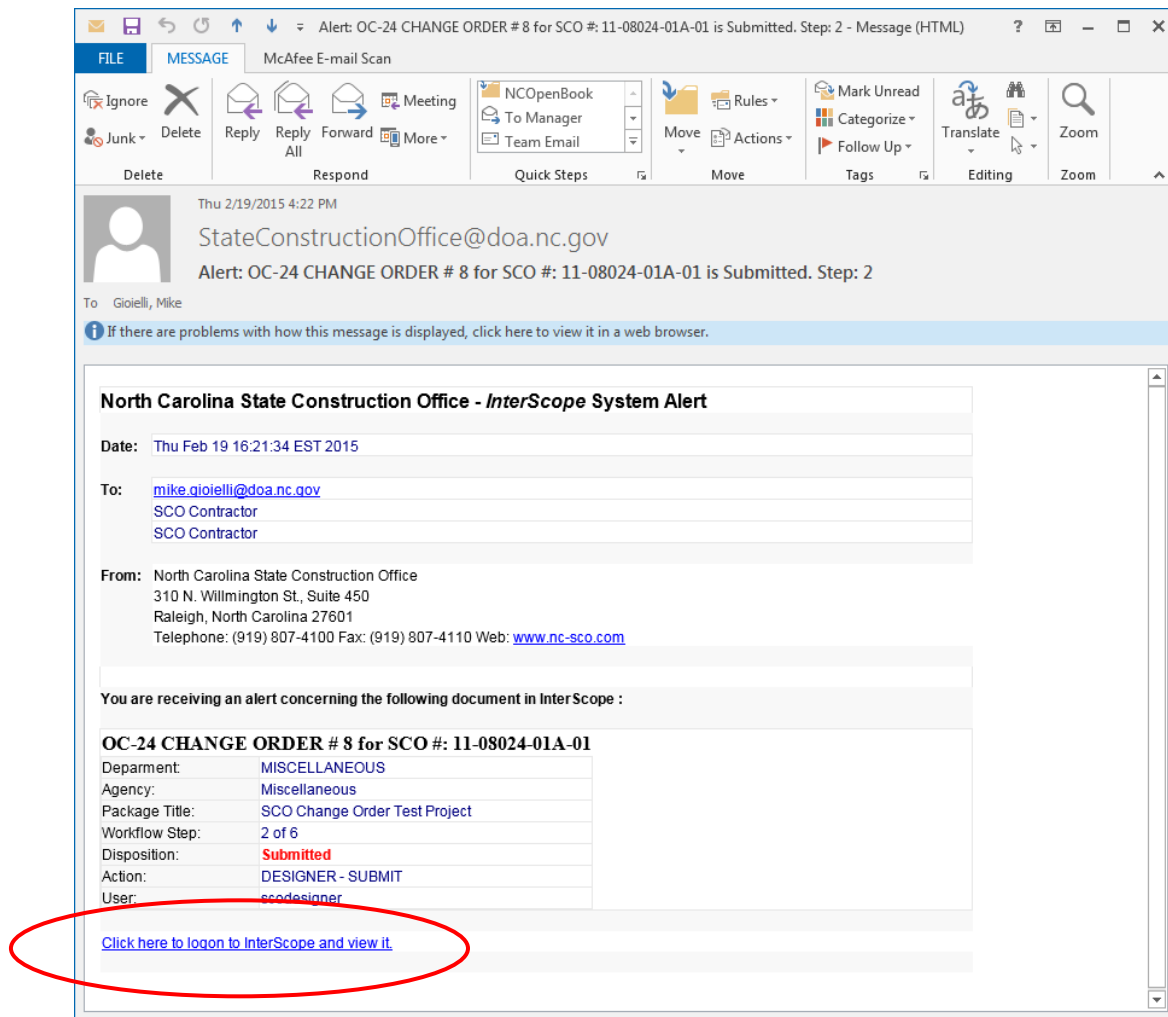 Alert: OC-24 CHANGE ORDER # 8 for SCO #: 11-08024-01A-01 is Submitted. Step: 2 - Message (HTML) ?
FILE MESSAGE McAfee E-mail Scan
Ignore
Junk
Delete
Reply
Reply All
Forward
Meeting
More
NCOpenBook
To Manager
Team Email
Move
Rules
Actions
Mark Unread
Categorize
Follow Up
Translate
Zoom
Delete Respond Quick Steps Move Tags Editing Zoom
Thu 2/19/2015 4:22 PM
StateConstructionOffice@doa.nc.gov
Alert: OC-24 CHANGE ORDER # 8 for SCO #: 11-08024-01A-01 is Submitted. Step: 2
To Gioielli, Mike
If there are problems with how this message is displayed, click here to view it in a web browser.
North Carolina State Construction Office - InterScope System Alert
Date: Thu Feb 19 16:21:34 EST 2015
To: mike.gioielli@doa.nc.gov
SCO Contractor
SCO Contractor
From: North Carolina State Construction Office
310 N. Willmington St., Suite 450
Raleigh, North Carolina 27601
Telephone: (919) 807-4100 Fax: (919) 807-4110 Web: www.nc-sco.com
You are receiving an alert concerning the following document in InterScope :
OC-24 CHANGE ORDER # 8 for SCO #: 11-08024-01A-01
Deparment: MISCELLANEOUS
Agency: Miscellaneous
Package Title: SCO Change Order Test Project
Workflow Step: 2 of 6
Disposition: Submitted
Action: DESIGNER - SUBMIT
User: scodesigner
Click here to logon to InterScope and view it.